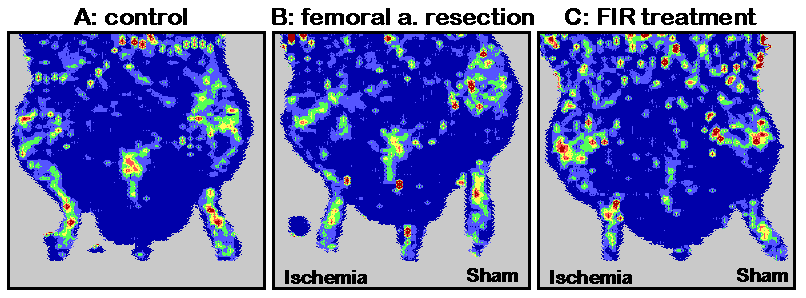 A: control
B: femoral a. resection
C: FIR treatment
Ischemia
Sham
Ischemia
Sham